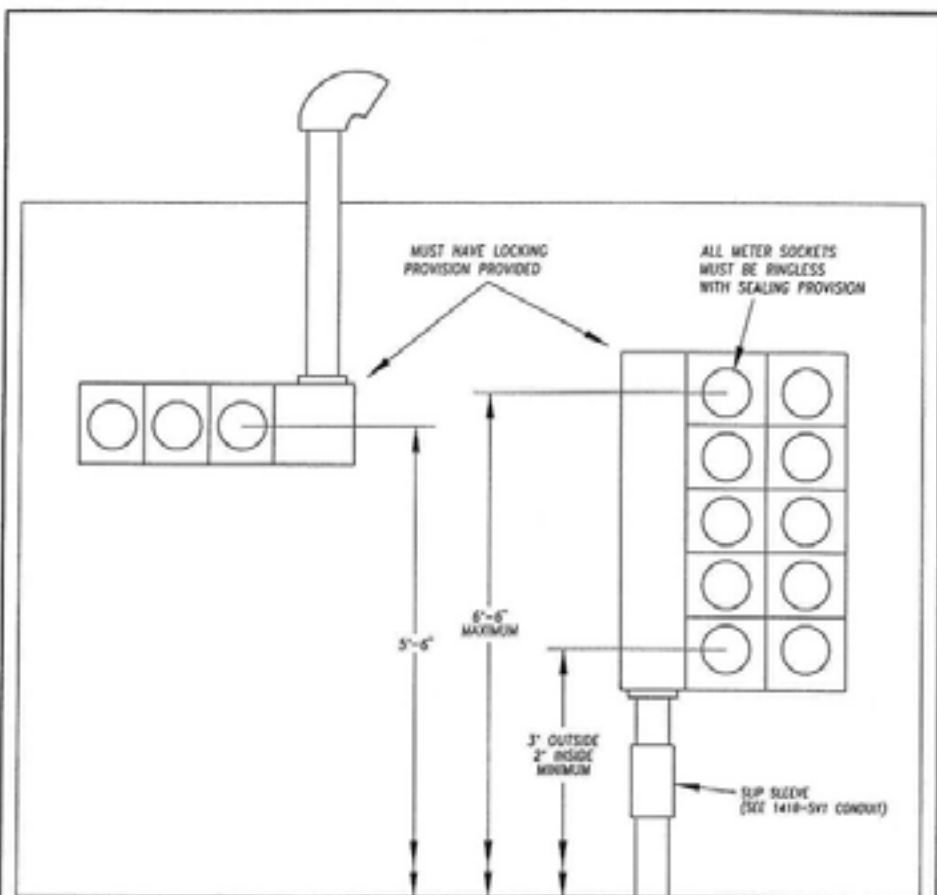 MUST HAVE LOCKING
PROVISION PROVIDED
ALL METER SOCKETS
MUST BE RINGLESS
WITH SEALING PROVISION
5'-6"
6'-6"
MAXIMUM
3' OUTSIDE
2' INSIDE
MINIMUM
SLIP SLEEVE
(SEE 1410-SV1 CONDUIT)